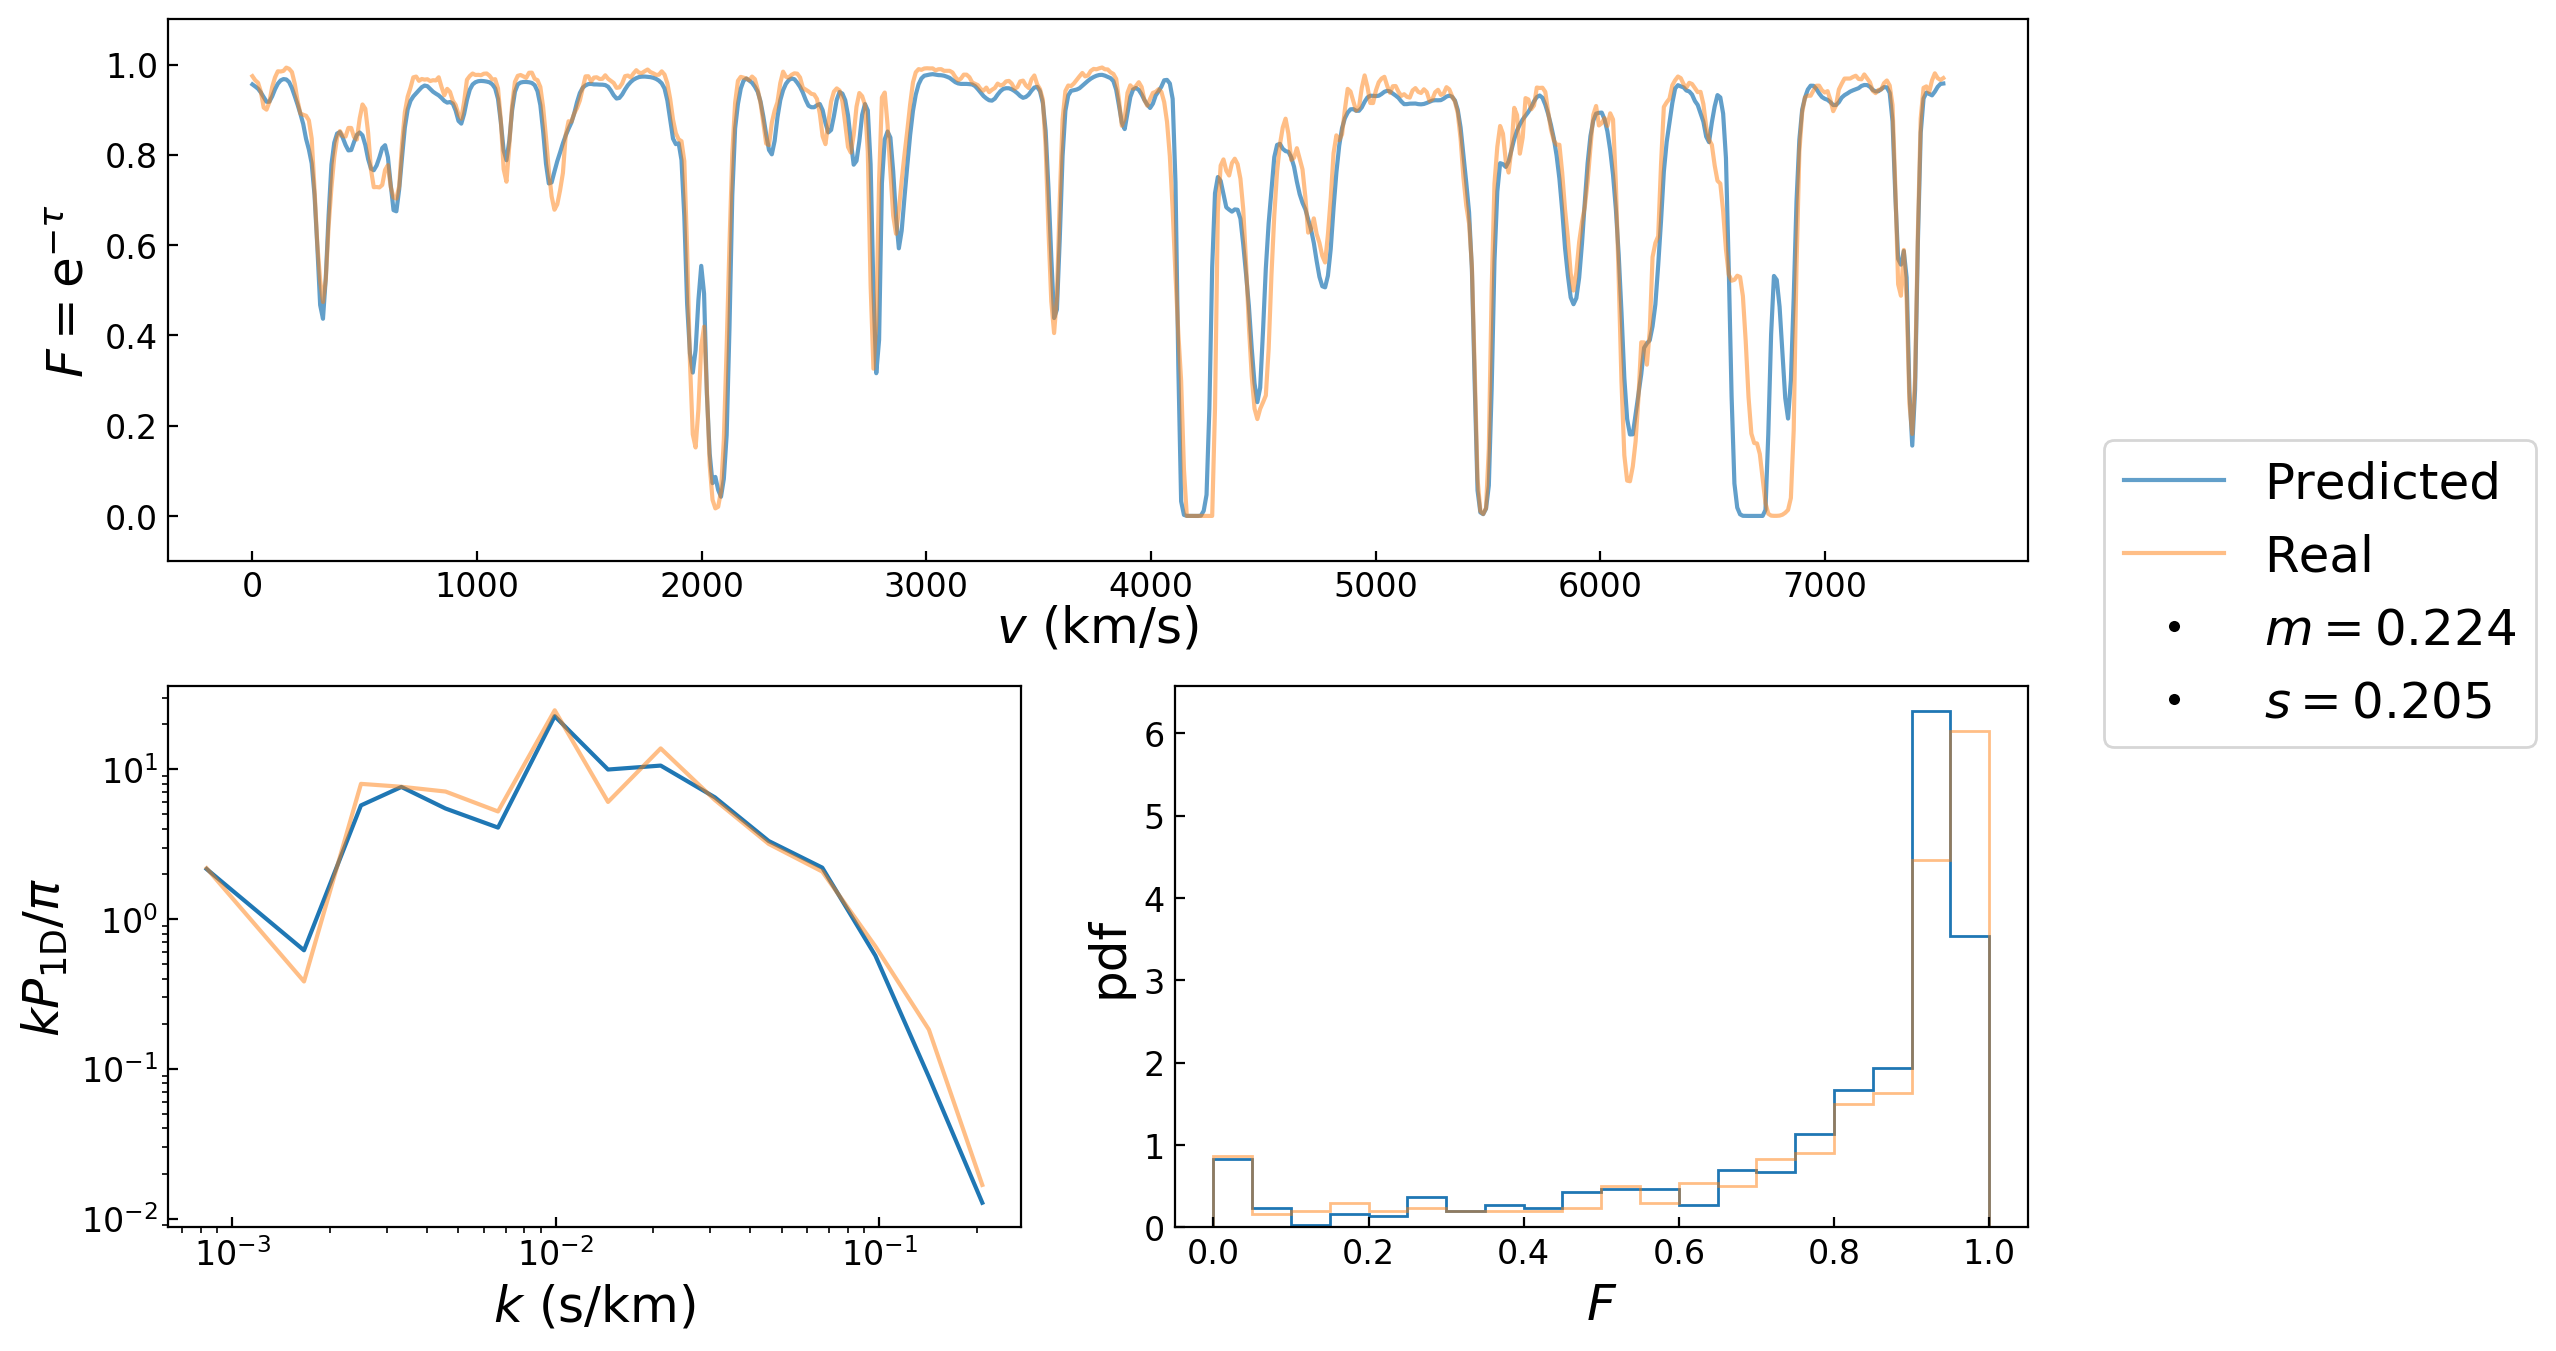 1.0
0.8
0.6
0.4
0.2
0.0
F = e^{−τ}
0 1000 2000 3000 4000 5000 6000 7000
v (km/s)
Predicted
Real
m = 0.224
s = 0.205
10^1
10^0
10^{−1}
10^{−2}
kP_{1D}/π
10^{−3} 10^{−2} 10^{−1}
k (s/km)
6
5
4
3
2
1
0
pdf
0.0 0.2 0.4 0.6 0.8 1.0
F